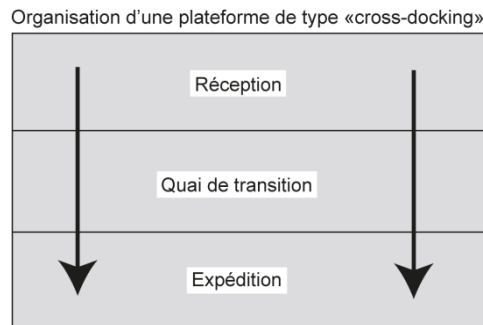 Organisation d'une plateforme de type «cross-docking»
Réception
Quai de transition
Expédition